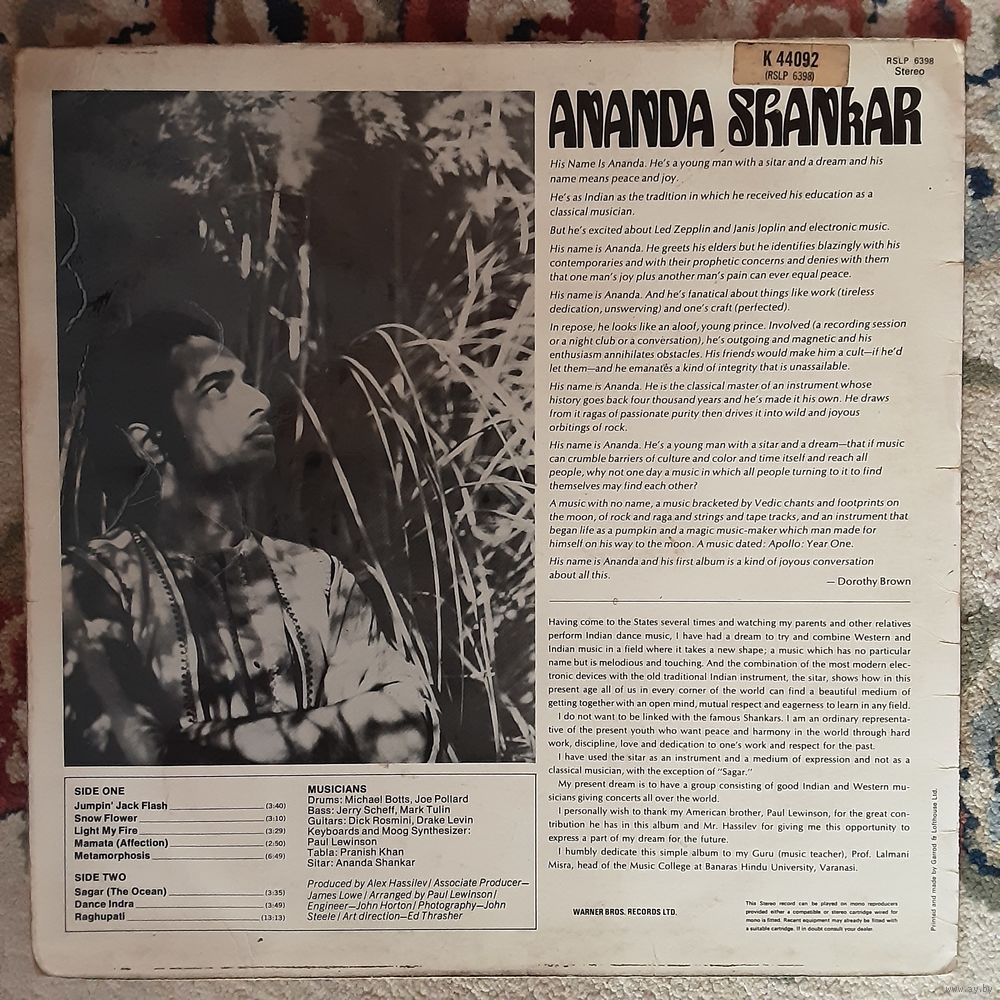 K 44092
(RSLP 6398)
RSLP 6398
Stereo
ANANDA SHANKAR
His Name Is Ananda. He's a young man with a sitar and a dream and his
name means peace and joy.
He's as Indian as the tradition in which he received his education as a
classical musician.
But he's excited about Led Zepplin and Janis Joplin and electronic music.
His name is Ananda. He greets his elders but he identifies blazingly with his
contemporaries and with their prophetic concerns and denies with them
that one man's joy plus another man's pain can ever equal peace.
His name is Ananda. And he's fanatical about things like work (tireless
dedication, unswerving) and one's craft (perfected).
In repose, he looks like an aloof, young prince. Involved (a recording session
or a night club or a conversation), he's outgoing and magnetic and his
enthusiasm annihilates obstacles. His friends would make him a cult—if he'd
let them—and he emanates a kind of integrity that is unassailable.
His name is Ananda. He is the classical master of an instrument whose
history goes back four thousand years and he's made it his own. He draws
from it ragas of passionate purity then drives it into wild and joyous
orbitings of rock.
His name is Ananda. He's a young man with a sitar and a dream—that if music
can crumble barriers of culture and color and time itself and reach all
people, why not one day a music in which all people turning to it to find
themselves may find each other?
A music with no name, a music bracketed by Vedic chants and footprints on
the moon, of rock and raga and strings and tape tracks, and an instrument that
began life as a pumpkin and a magic music-maker which man made for
himself on his way to the moon. A music dated: Apollo: Year One.
His name is Ananda and his first album is a kind of joyous conversation
about all this.
— Dorothy Brown
Having come to the States several times and watching my parents and other relatives
perform Indian dance music, I have had a dream to try and combine Western and
Indian music in a field where it takes a new shape; a music which has no particular
name but is melodious and touching. And the combination of the most modern elec-
tronic devices with the old traditional Indian instrument, the sitar, shows how in this
present age all of us in every corner of the world can find a beautiful medium of
getting together with an open mind, mutual respect and eagerness to learn in any field.
I do not want to be linked with the famous Shankars. I am an ordinary representa-
tive of the present youth who want peace and harmony in the world through hard
work, discipline, love and dedication to one's work and respect for the past.
I have used the sitar as an instrument and a medium of expression and not as a
classical musician, with the exception of "Sagar."
My present dream is to have a group consisting of good Indian and Western mu-
sicians giving concerts all over the world.
I personally wish to thank my American brother, Paul Lewinson, for the great con-
tribution he has in this album and Mr. Hassilev for giving me this opportunity to
express a part of my dream for the future.
I humbly dedicate this simple album to my Guru (music teacher), Prof. Lalmani
Misra, head of the Music College at Banaras Hindu University, Varanasi.
SIDE ONE
Jumpin' Jack Flash (3:40)
Snow Flower (3:10)
Light My Fire (3:29)
Mamata (Affection) (2:50)
Metamorphosis (6:49)
SIDE TWO
Sagar (The Ocean) (3:35)
Dance Indra (3:49)
Raghupati (13:13)
MUSICIANS
Drums: Michael Botts, Joe Pollard
Bass: Jerry Scheff, Mark Tulin
Guitars: Dick Rosmini, Drake Levin
Keyboards and Moog Synthesizer:
Paul Lewinson
Tabla: Pranish Khan
Sitar: Ananda Shankar
Produced by Alex Hassilev/Associate Producer—
James Lowe/Arranged by Paul Lewinson/
Engineer—John Horton/Photography—John
Steele/Art direction—Ed Thrasher
WARNER BROS. RECORDS LTD.
This Stereo record can be played on mono reproducers
provided either a compatible or stereo cartridge wired for
mono is fitted. Recent equipment may already be fitted with
a suitable cartridge. If in doubt consult your dealer.
Printed and made by Garrod & Lofthouse Ltd.
www.ay.by